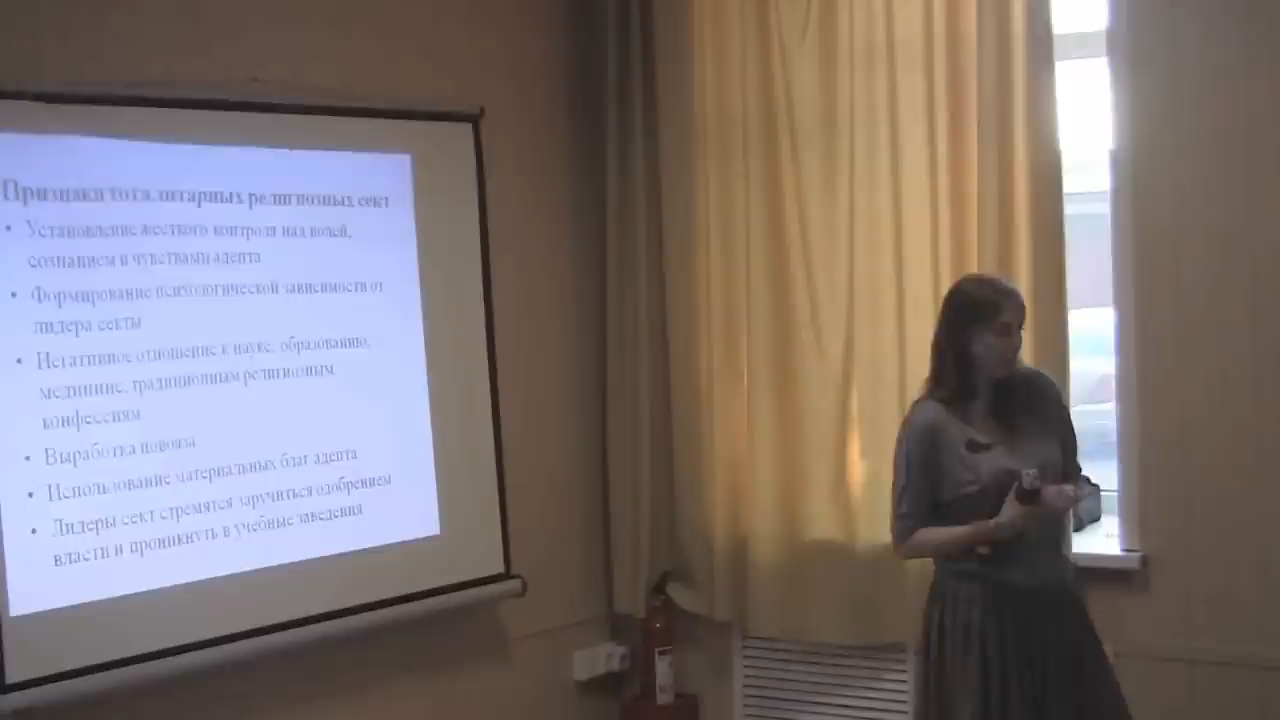 Признаки тоталитарных религиозных сект
• Установление жесткого контроля над волей,
сознанием и чувствами адепта
• Формирование психологической зависимости от
лидера секты
• Негативное отношение к науке, образованию,
медицине, традиционным религиозным
конфессиям
• Выработка новояза
• Использование материальных благ адепта
• Лидеры сект стремятся заручиться одобрением
власти и проникнуть в учебные заведения